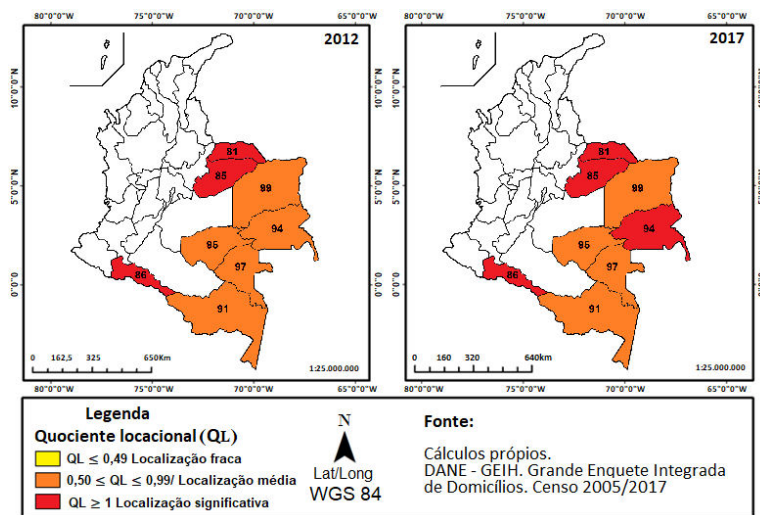 80°0'0"W 75°0'0"W 70°0'0"W
2012
10°0'0"N
5°0'0"N
0°0'0"
81
85
99
94
95
97
86
91
0 162,5 325 650Km
1:25.000.000
80°0'0"W 75°0'0"W 70°0'0"W 65°0'0"W
80°0'0"W 75°0'0"W 70°0'0"W
2017
10°0'0"N
5°0'0"N
0°0'0"
81
85
99
94
95
97
86
91
0 160 320 640km
1:25.000.000
80°0'0"W 75°0'0"W 70°0'0"W 65°0'0"W
Legenda
Quociente locacional (QL)
QL ≤ 0,49 Localização fraca
0,50 ≤ QL ≤ 0,99/ Localização média
QL ≥ 1 Localização significativa
N
Lat/Long
WGS 84
Fonte:
Cálculos própios.
DANE - GEIH. Grande Enquete Integrada
de Domicílios. Censo 2005/2017